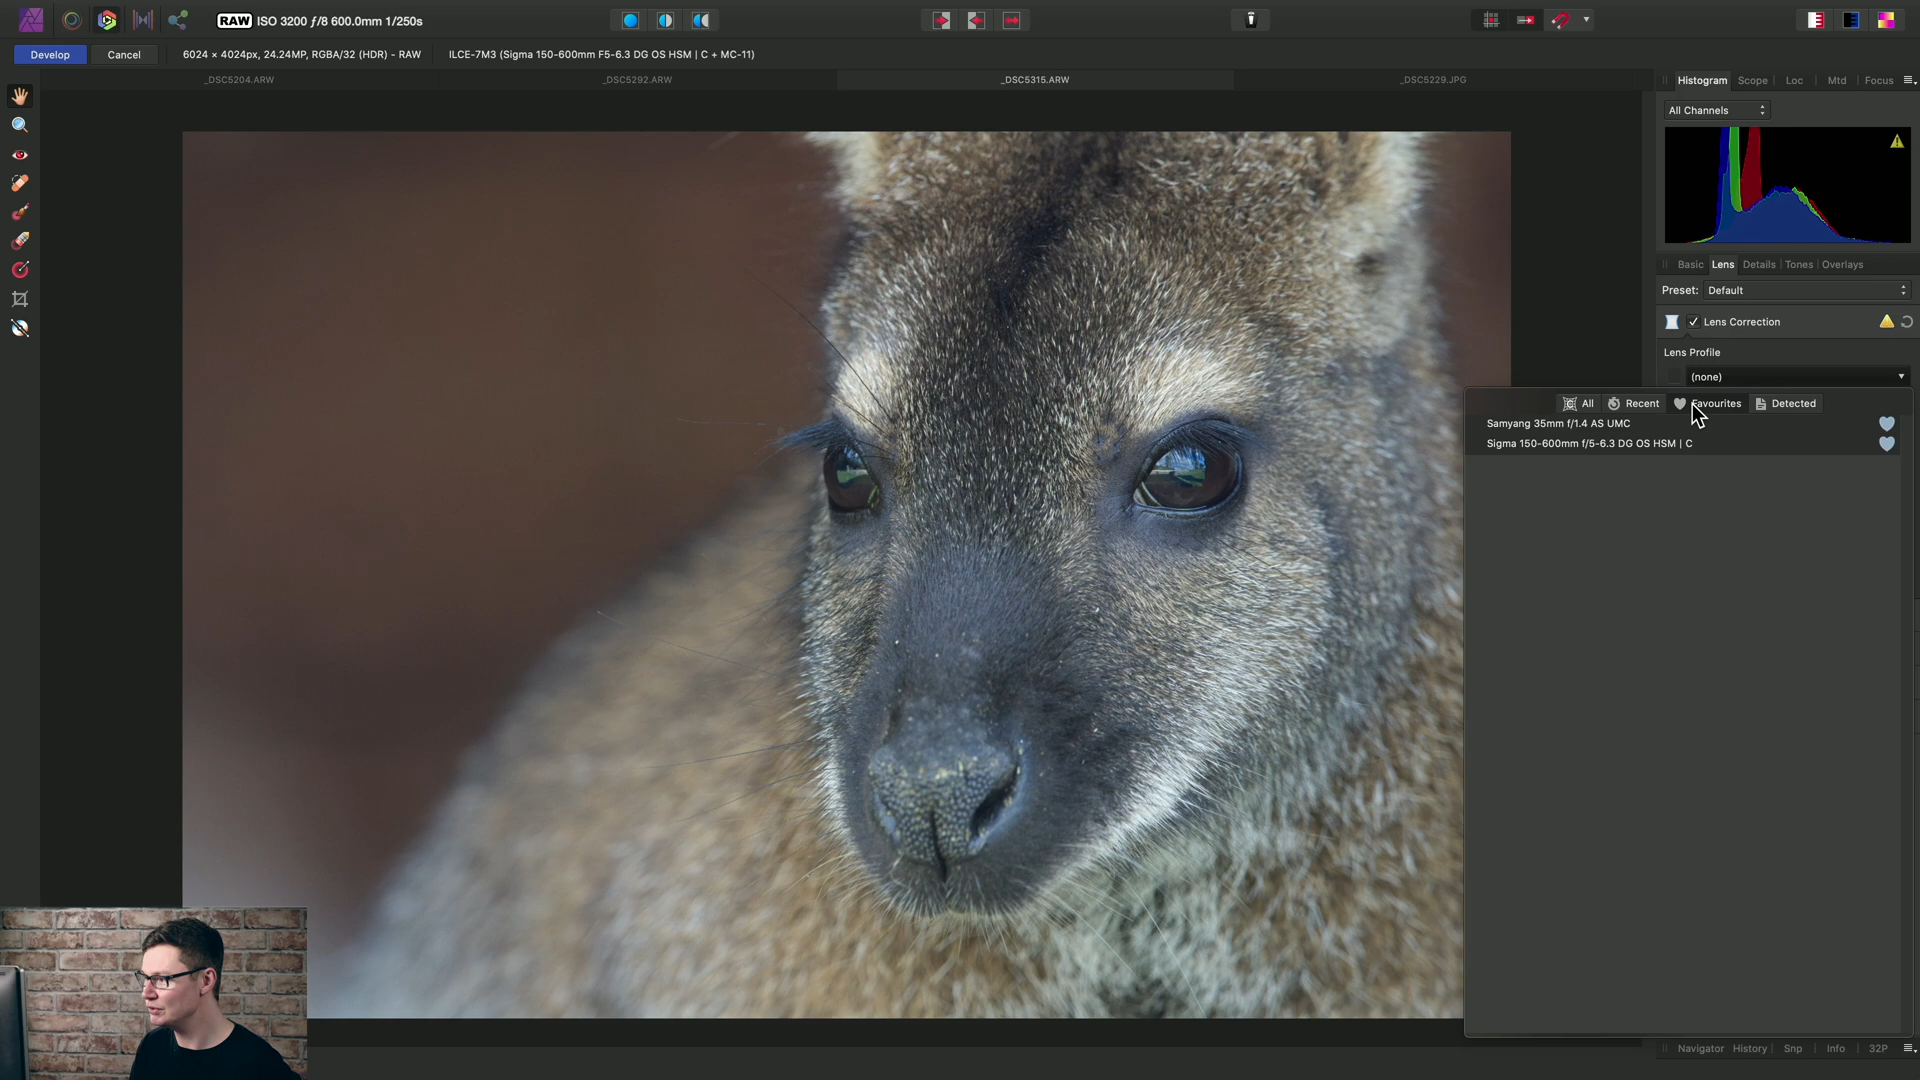 RAW ISO 3200 ƒ/8 600.0mm 1/250s
Develop Cancel 6024 × 4024px, 24.24MP, RGBA/32 (HDR) - RAW ILCE-7M3 (Sigma 150-600mm F5-6.3 DG OS HSM | C + MC-11)
_DSC5204.ARW _DSC5292.ARW _DSC5315.ARW _DSC5229.JPG
Histogram Scope Loc Mtd Focus
All Channels
Basic Lens Details Tones Overlays
Preset: Default
Lens Correction
Lens Profile
(none)
All Recent Favourites Detected
Samyang 35mm f/1.4 AS UMC
Sigma 150-600mm f/5-6.3 DG OS HSM | C
Navigator History Snp Info 32P